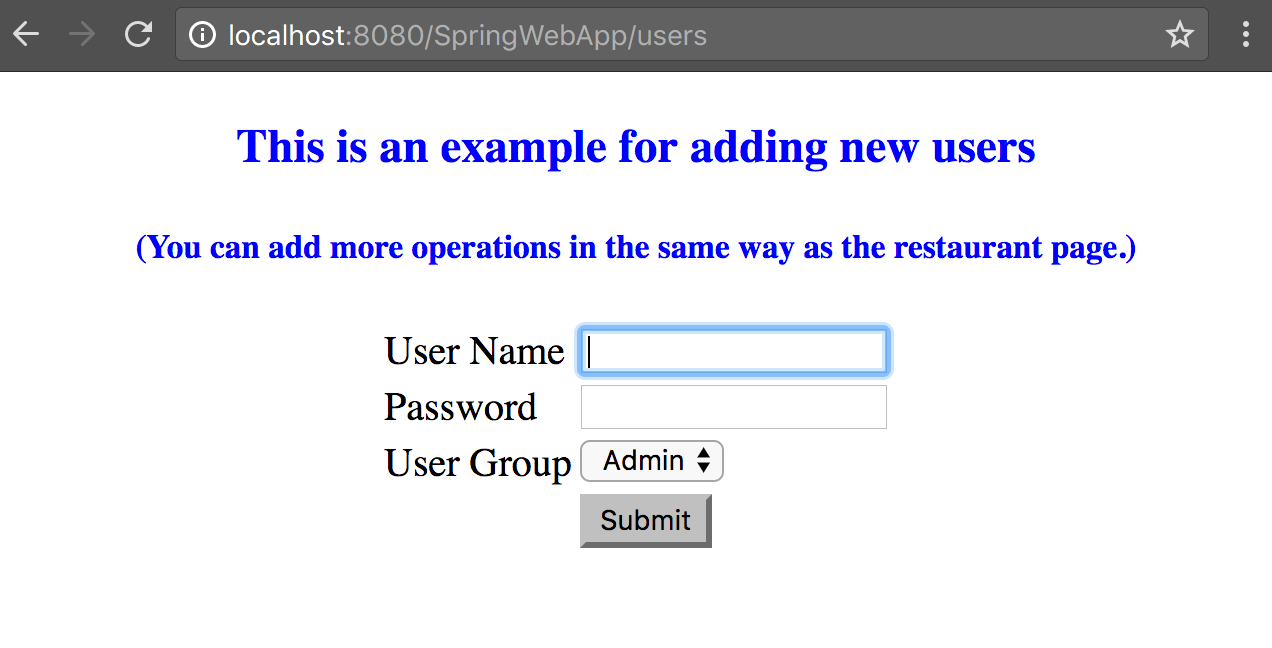 localhost:8080/SpringWebApp/users
This is an example for adding new users
(You can add more operations in the same way as the restaurant page.)
User Name
Password
User Group Admin
Submit